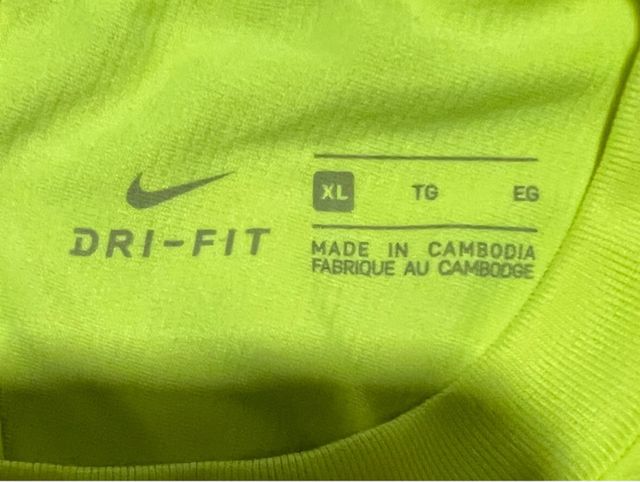 DRI-FIT
XL TG EG
MADE IN CAMBODIA
FABRIQUE AU CAMBODGE